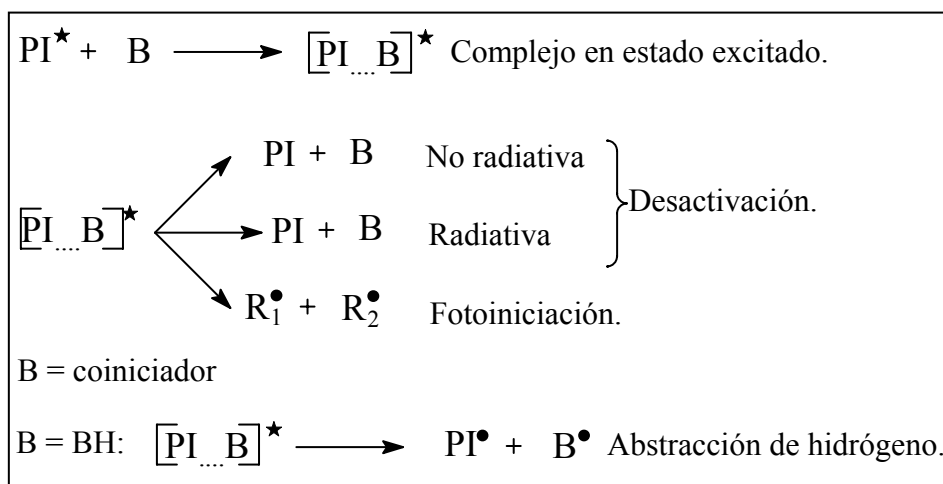 PI★ + B ⟶ [PI....B]★ Complejo en estado excitado.
PI + B No radiativa
[PI....B]★ PI + B Radiativa Desactivación.
R₁● + R₂● Fotoiniciación.
B = coiniciador
B = BH: [PI....B]★ ⟶ PI● + B● Abstracción de hidrógeno.